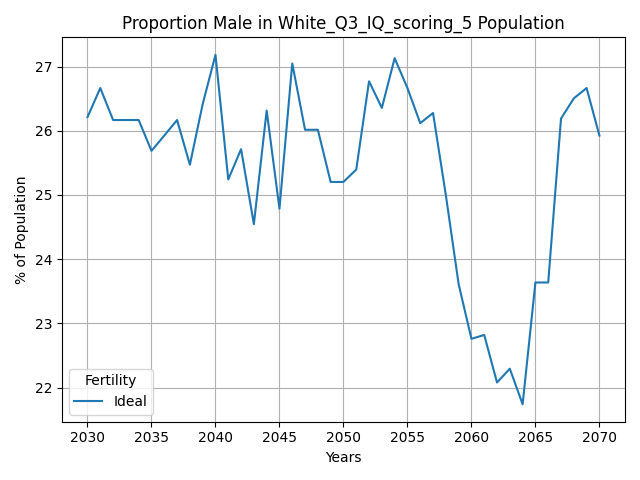 Proportion Male in White_Q3_IQ_scoring_5 Population
% of Population
27
26
25
24
23
22
Fertility
Ideal
2030 2035 2040 2045 2050 2055 2060 2065 2070
Years